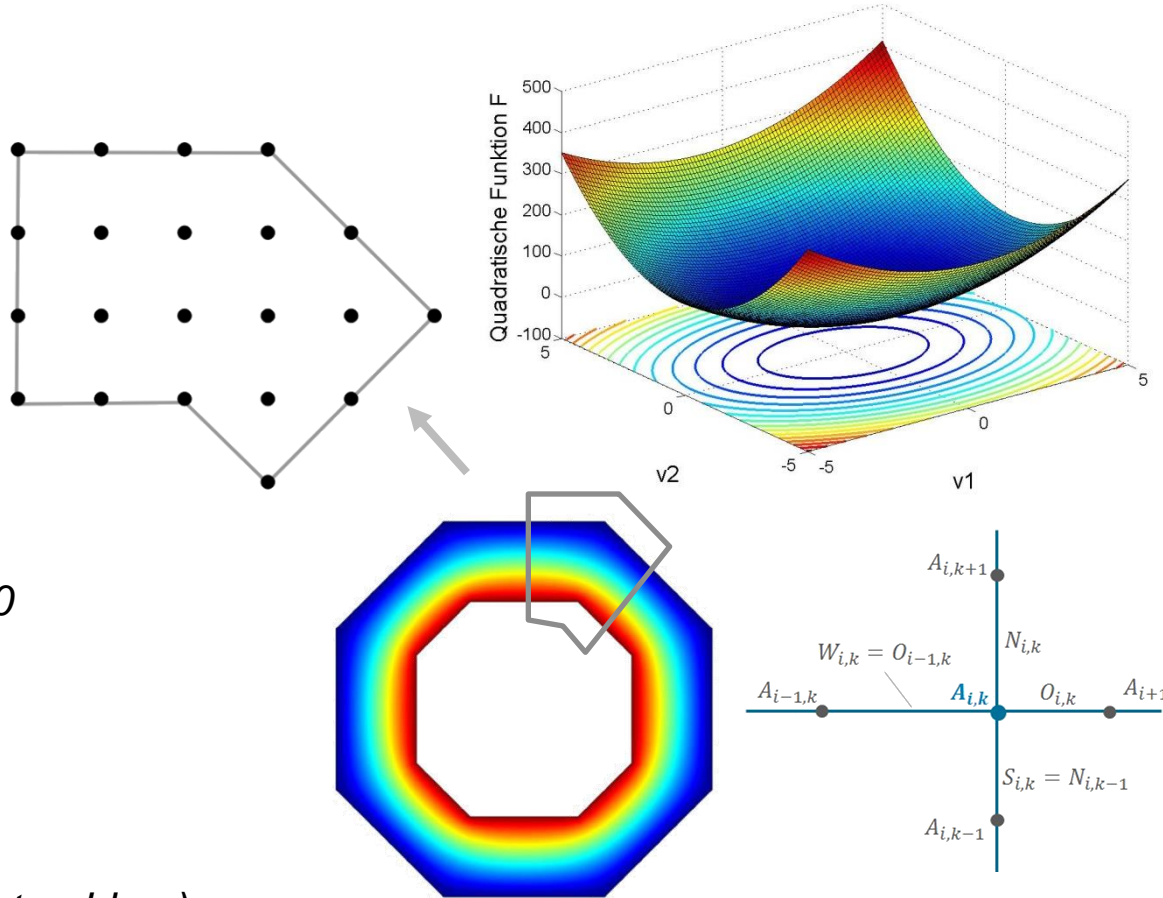 Quadratische Funktion F
500
400
300
200
100
0
-100
5
0
-5
-5
0
5
v2
v1
0
A_{i,k+1}
N_{i,k}
W_{i,k} = O_{i-1,k}
A_{i-1,k}
A_{i,k}
O_{i,k}
S_{i,k} = N_{i,k-1}
A_{i,k-1}